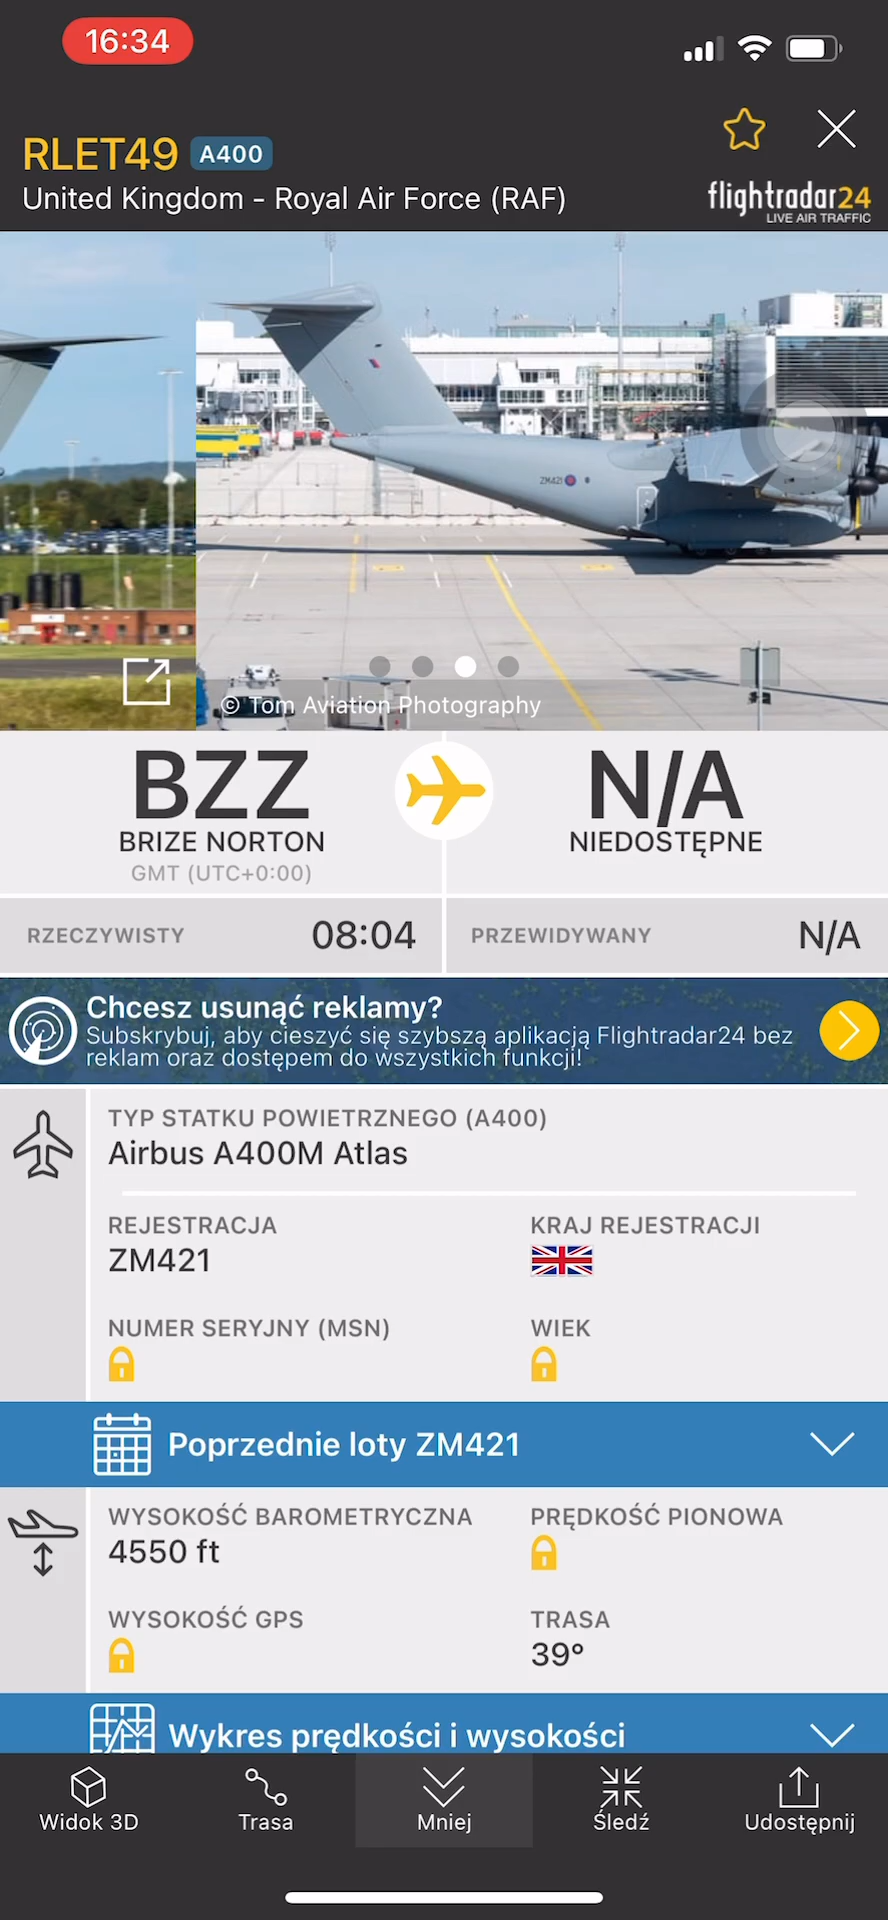 16:34
RLET49 A400
United Kingdom - Royal Air Force (RAF)
flightradar24
LIVE AIR TRAFFIC
ZM421
© Tom Aviation Photography
BZZ
BRIZE NORTON
GMT (UTC+0:00)
N/A
NIEDOSTĘPNE
RZECZYWISTY 08:04
PRZEWIDYWANY N/A
Chcesz usunąć reklamy?
Subskrybuj, aby cieszyć się szybszą aplikacją Flightradar24 bez
reklam oraz dostępem do wszystkich funkcji!
TYP STATKU POWIETRZNEGO (A400)
Airbus A400M Atlas
REJESTRACJA
ZM421
KRAJ REJESTRACJI
NUMER SERYJNY (MSN)
WIEK
Poprzednie loty ZM421
WYSOKOŚĆ BAROMETRYCZNA
4550 ft
PRĘDKOŚĆ PIONOWA
WYSOKOŚĆ GPS
TRASA
39°
Wykres prędkości i wysokości
Widok 3D
Trasa
Mniej
Śledź
Udostępnij